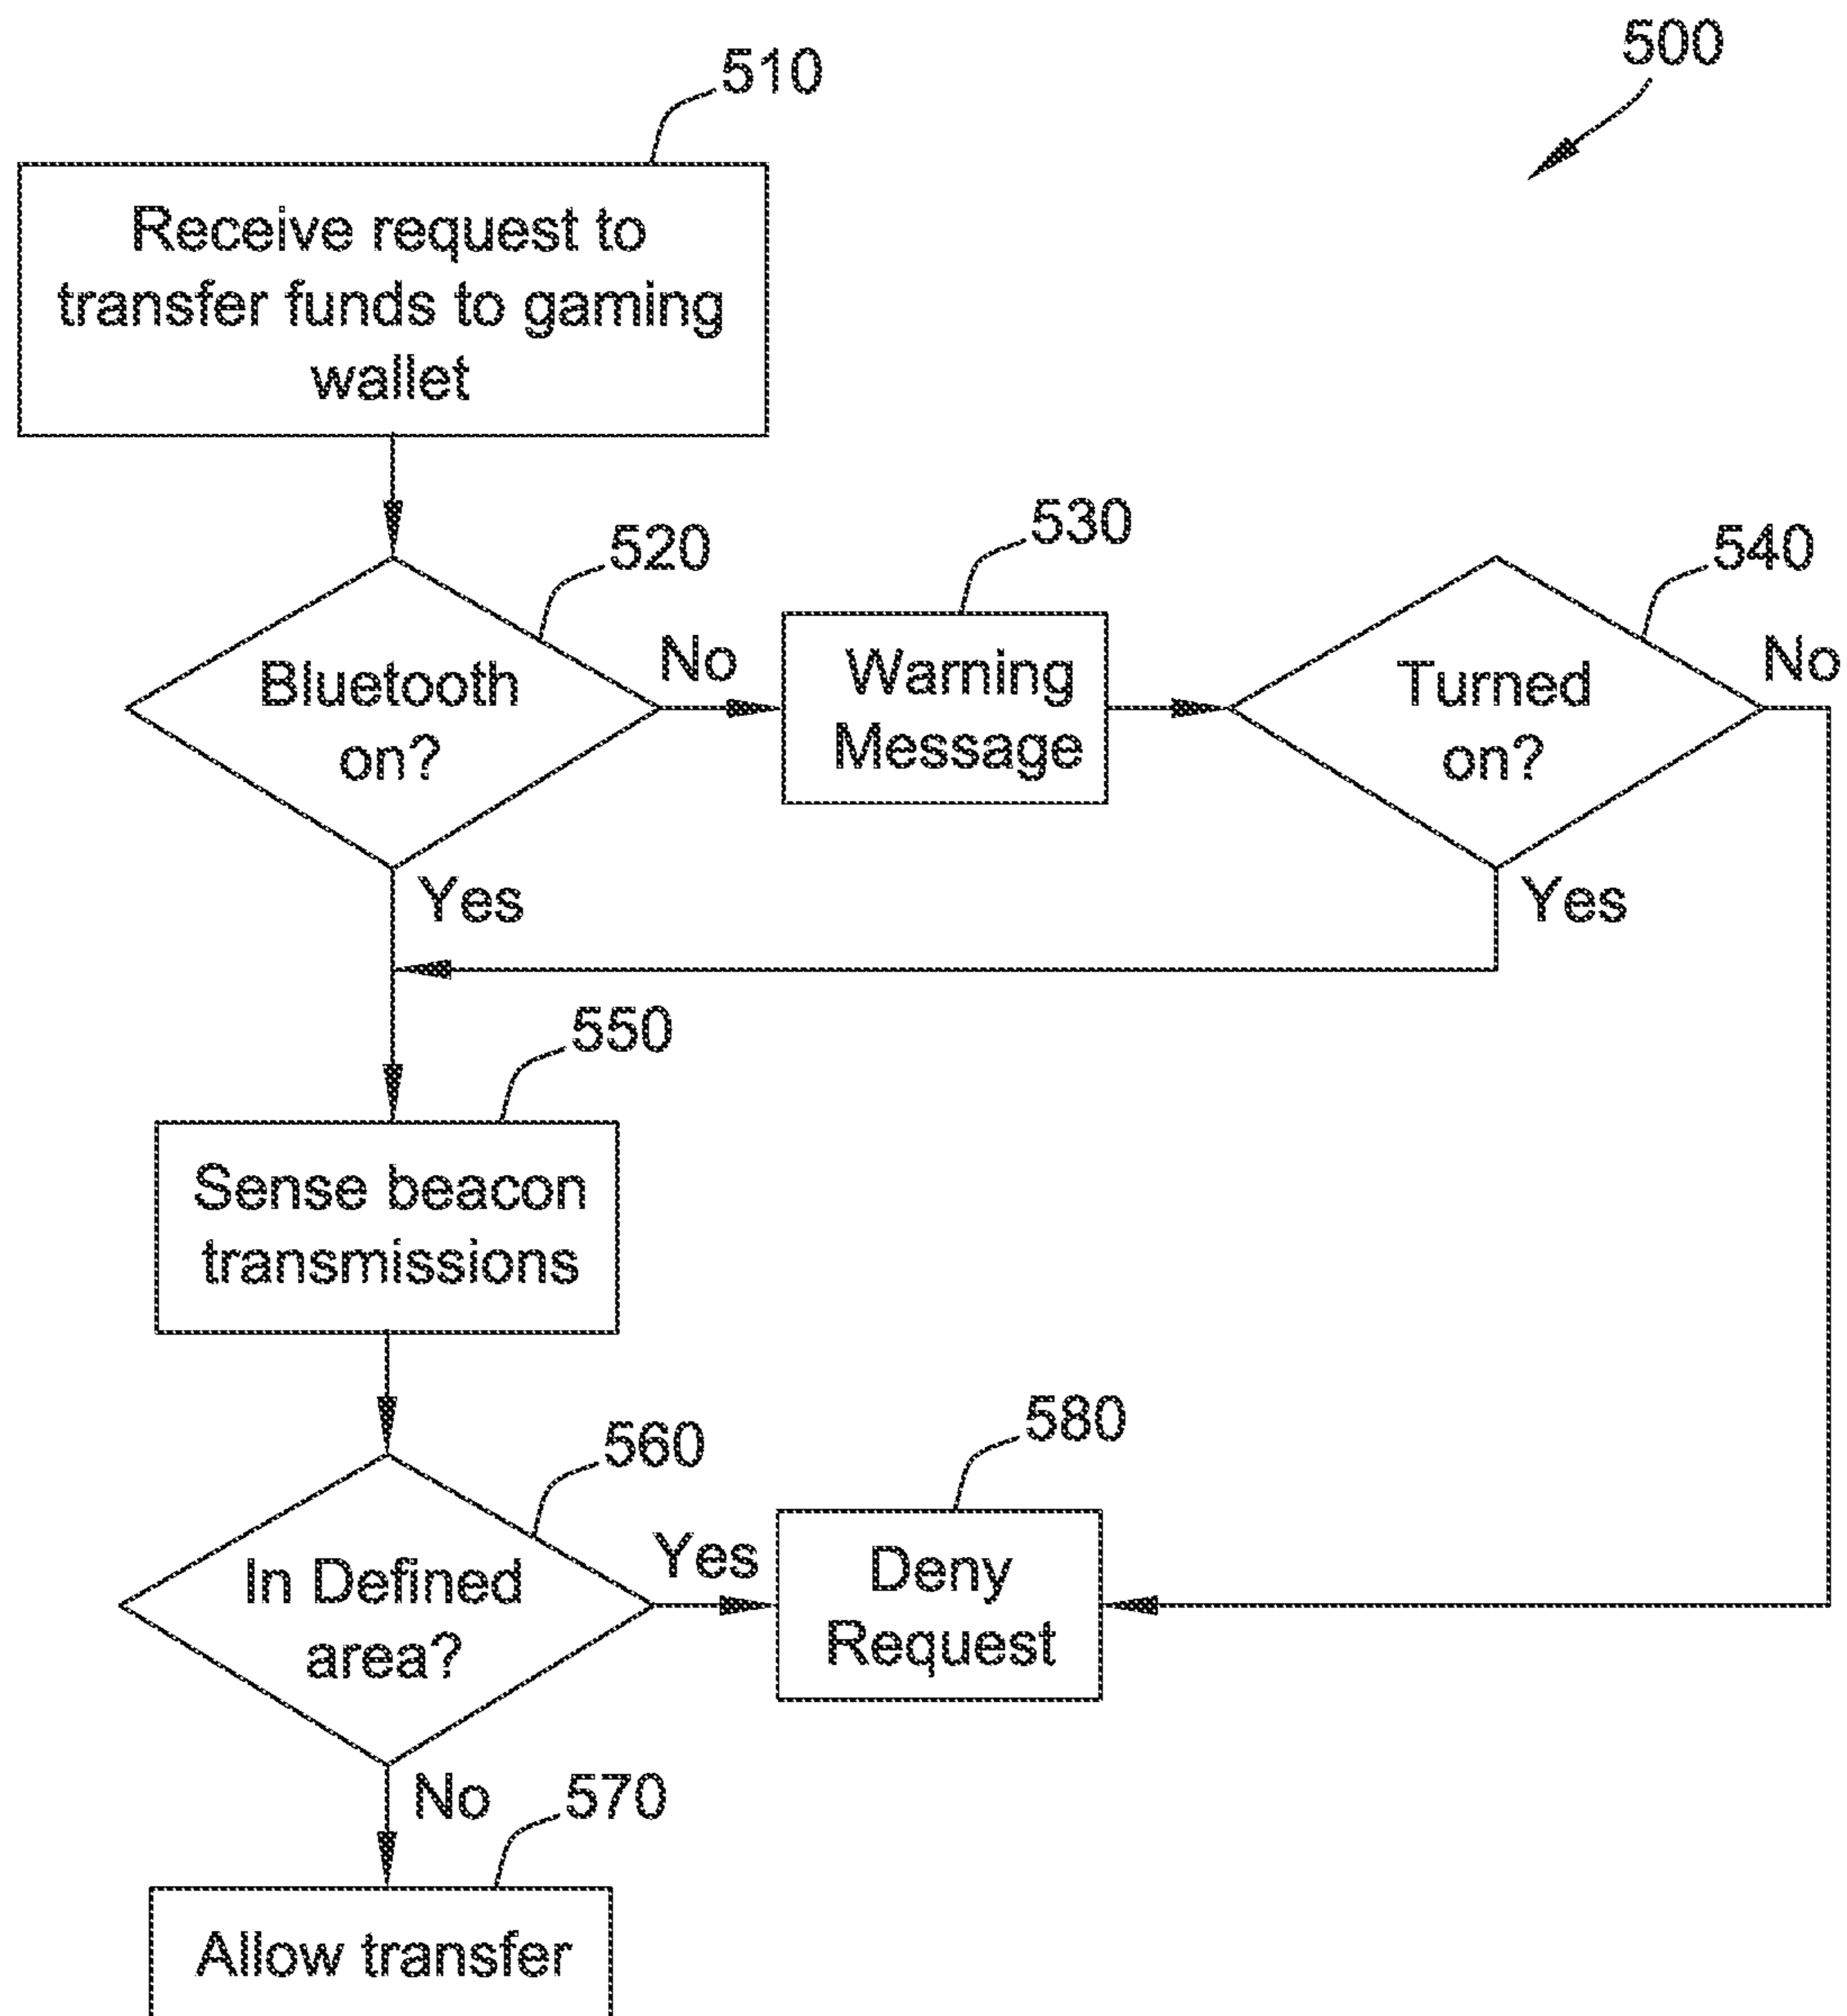 500
510
Receive request to
transfer funds to gaming
wallet
520
Bluetooth
on?
No
530
Warning
Message
540
Turned
on?
No
Yes
Yes
550
Sense beacon
transmissions
560
In Defined
area?
Yes
580
Deny
Request
No
570
Allow transfer